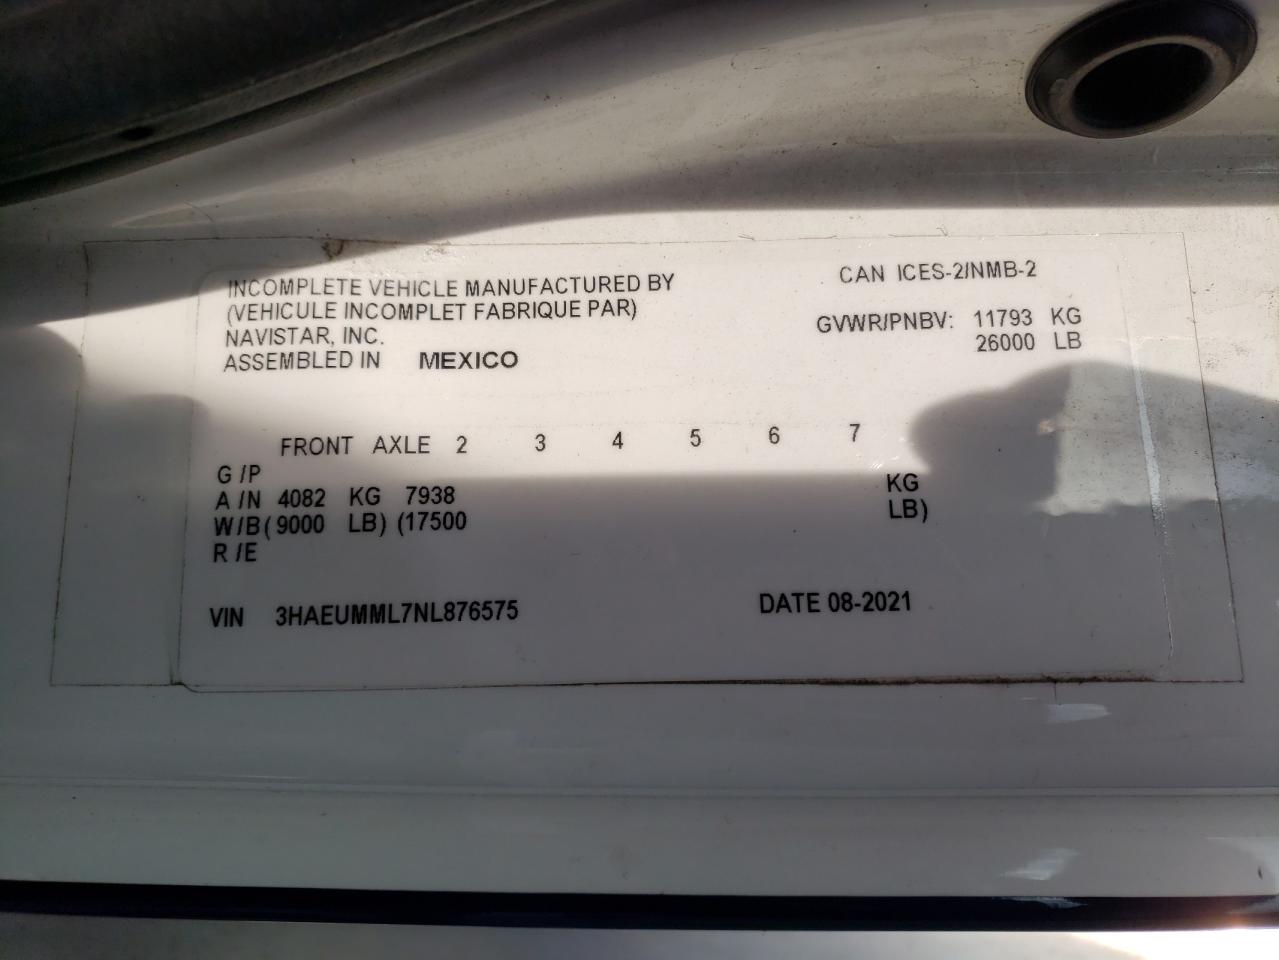 INCOMPLETE VEHICLE MANUFACTURED BY
(VEHICULE INCOMPLET FABRIQUE PAR)
NAVISTAR, INC.
ASSEMBLED IN MEXICO
CAN ICES-2/NMB-2
GVWR/PNBV: 11793 KG
26000 LB
FRONT AXLE 2 3 4 5 6 7
G /P
A /N 4082 KG 7938 KG
W/B (9000 LB) (17500 LB)
R /E
VIN 3HAEUMML7NL876575
DATE 08-2021